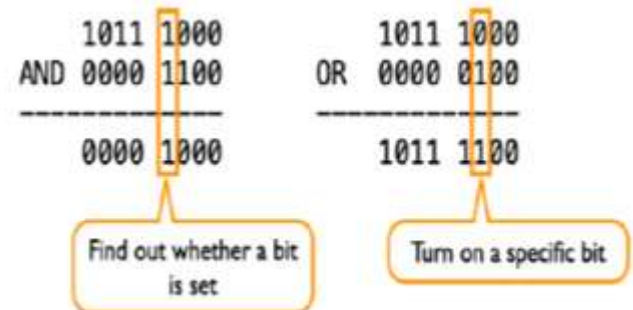 1011 1000
AND 0000 1100
-------------
0000 1000
Find out whether a bit
is set
1011 1000
OR 0000 0100
-------------
1011 1100
Turn on a specific bit